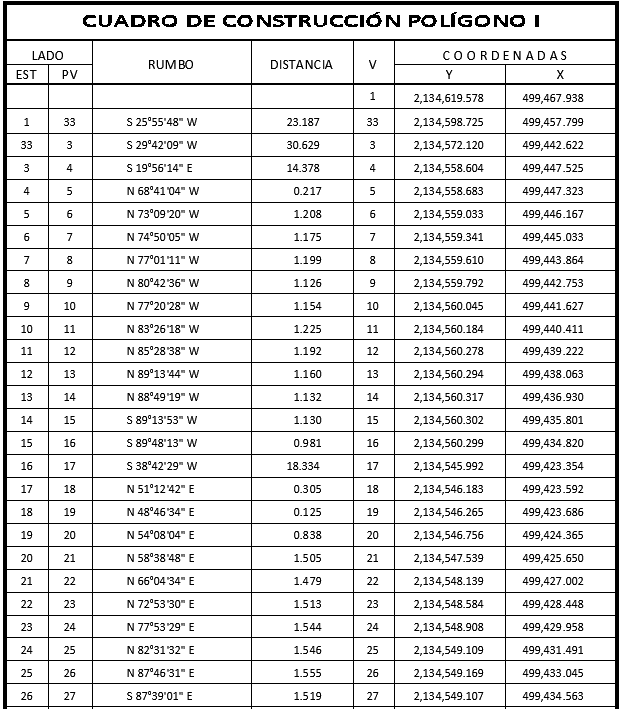 CUADRO DE CONSTRUCCIÓN POLÍGONO I
LADO RUMBO DISTANCIA V C O O R D E N A D A S
EST PV Y X
1 2,134,619.578 499,467.938
1 33 S 25°55'48" W 23.187 33 2,134,598.725 499,457.799
33 3 S 29°42'09" W 30.629 3 2,134,572.120 499,442.622
3 4 S 19°56'14" E 14.378 4 2,134,558.604 499,447.525
4 5 N 68°41'04" W 0.217 5 2,134,558.683 499,447.323
5 6 N 73°09'20" W 1.208 6 2,134,559.033 499,446.167
6 7 N 74°50'05" W 1.175 7 2,134,559.341 499,445.033
7 8 N 77°01'11" W 1.199 8 2,134,559.610 499,443.864
8 9 N 80°42'36" W 1.126 9 2,134,559.792 499,442.753
9 10 N 77°20'28" W 1.154 10 2,134,560.045 499,441.627
10 11 N 83°26'18" W 1.225 11 2,134,560.184 499,440.411
11 12 N 85°28'38" W 1.192 12 2,134,560.278 499,439.222
12 13 N 89°13'44" W 1.160 13 2,134,560.294 499,438.063
13 14 N 88°49'19" W 1.132 14 2,134,560.317 499,436.930
14 15 S 89°13'53" W 1.130 15 2,134,560.302 499,435.801
15 16 S 89°48'13" W 0.981 16 2,134,560.299 499,434.820
16 17 S 38°42'29" W 18.334 17 2,134,545.992 499,423.354
17 18 N 51°12'42" E 0.305 18 2,134,546.183 499,423.592
18 19 N 48°46'34" E 0.125 19 2,134,546.265 499,423.686
19 20 N 54°08'04" E 0.838 20 2,134,546.756 499,424.365
20 21 N 58°38'48" E 1.505 21 2,134,547.539 499,425.650
21 22 N 66°04'34" E 1.479 22 2,134,548.139 499,427.002
22 23 N 72°53'30" E 1.513 23 2,134,548.584 499,428.448
23 24 N 77°53'29" E 1.544 24 2,134,548.908 499,429.958
24 25 N 82°31'32" E 1.546 25 2,134,549.109 499,431.491
25 26 N 87°46'31" E 1.555 26 2,134,549.169 499,433.045
26 27 S 87°39'01" E 1.519 27 2,134,549.107 499,434.563